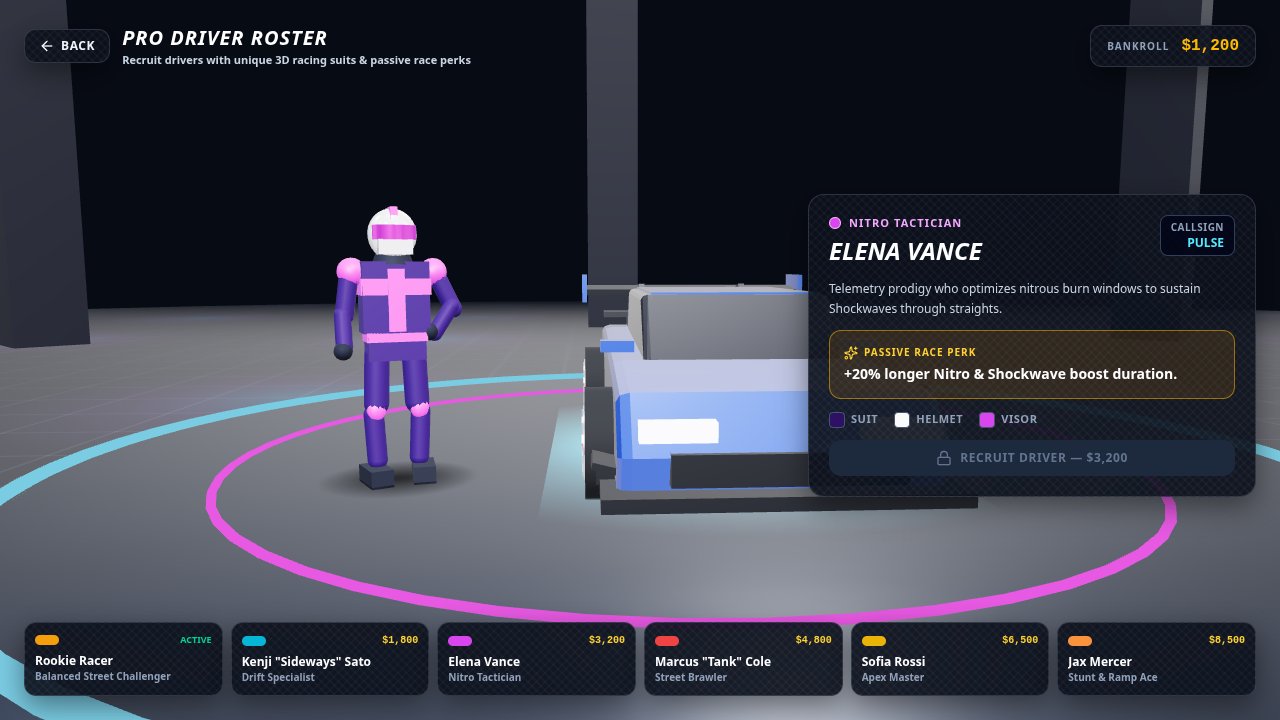 BACK
PRO DRIVER ROSTER
Recruit drivers with unique 3D racing suits & passive race perks
BANKROLL $1,200
NITRO TACTICIAN
ELENA VANCE
CALLSIGN
PULSE
Telemetry prodigy who optimizes nitrous burn windows to sustain
Shockwaves through straights.
PASSIVE RACE PERK
+20% longer Nitro & Shockwave boost duration.
SUIT HELMET VISOR
RECRUIT DRIVER — $3,200
ACTIVE
Rookie Racer
Balanced Street Challenger
$1,800
Kenji "Sideways" Sato
Drift Specialist
$3,200
Elena Vance
Nitro Tactician
$4,800
Marcus "Tank" Cole
Street Brawler
$6,500
Sofia Rossi
Apex Master
$8,500
Jax Mercer
Stunt & Ramp Ace